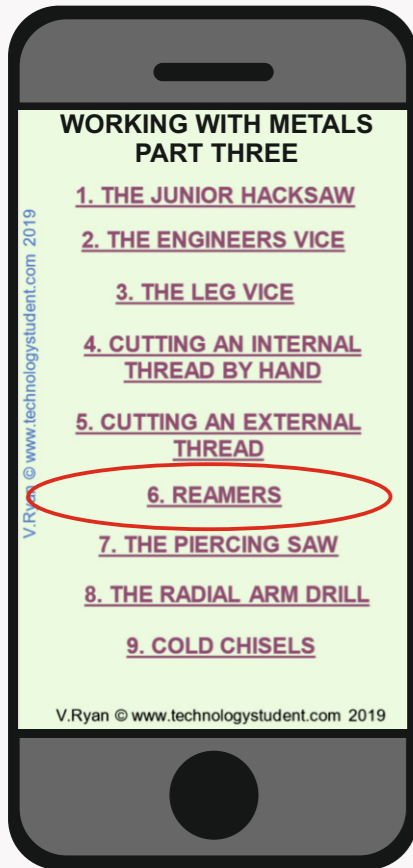 WORKING WITH METALS
PART THREE
1. THE JUNIOR HACKSAW
2. THE ENGINEERS VICE
3. THE LEG VICE
4. CUTTING AN INTERNAL
THREAD BY HAND
5. CUTTING AN EXTERNAL
THREAD
6. REAMERS
7. THE PIERCING SAW
8. THE RADIAL ARM DRILL
9. COLD CHISELS
V.Ryan © www.technologystudent.com 2019
V.Ryan © www.technologystudent.com 2019